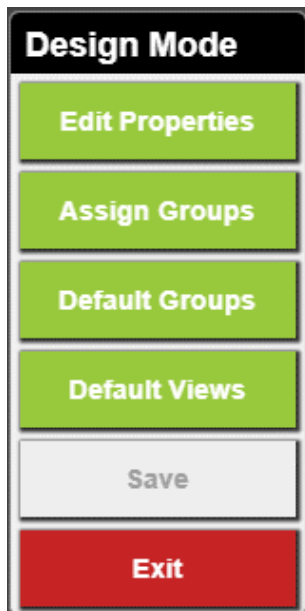 Design Mode
Edit Properties
Assign Groups
Default Groups
Default Views
Save
Exit